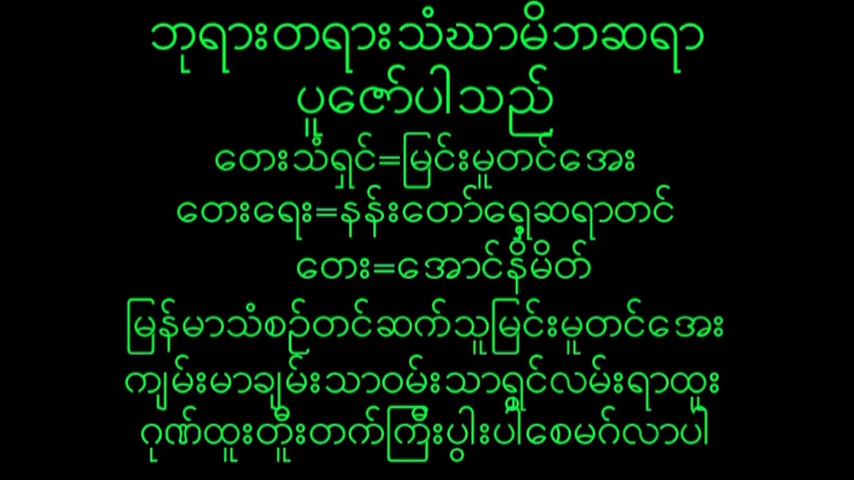 ဘုရားတရားသံဃာမိဘဆရာ
ပူဇော်ပါသည်
တေးသံရှင်=မြင်းမူတင်အေး
တေးရေး=နန်းတော်ရှေ့ဆရာတင်
တေး=အောင်နိမိတ်
မြန်မာသံစဉ်တင်ဆက်သူမြင်းမူတင်အေး
ကျမ်းမာချမ်းသာဝမ်းသာရွှင်လမ်းရာထူး
ဂုဏ်ထူးတိူးတက်ကြီးပွါးပါစေမင်္ဂလာပါ